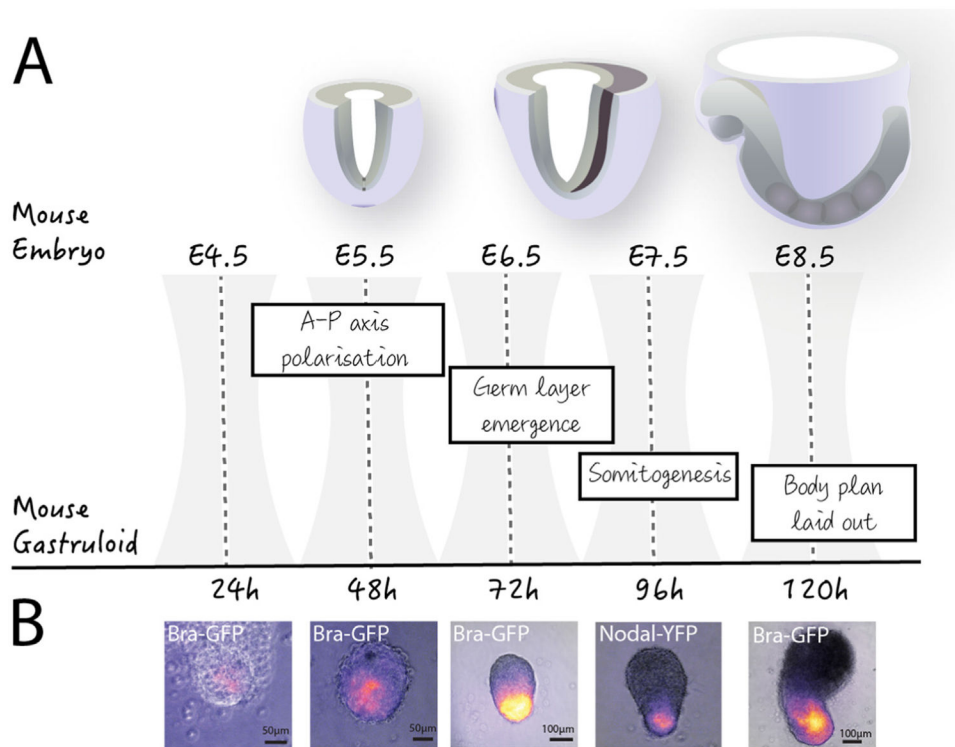 A
Mouse
Embryo
E4.5 E5.5 E6.5 E7.5 E8.5
A-P axis
polarisation
Germ layer
emergence
Somitogenesis
Body plan
laid out
Mouse
Gastruloid
24h 48h 72h 96h 120h
B
Bra-GFP Bra-GFP Bra-GFP Nodal-YFP Bra-GFP
50µm 50µm 100µm 100µm 100µm